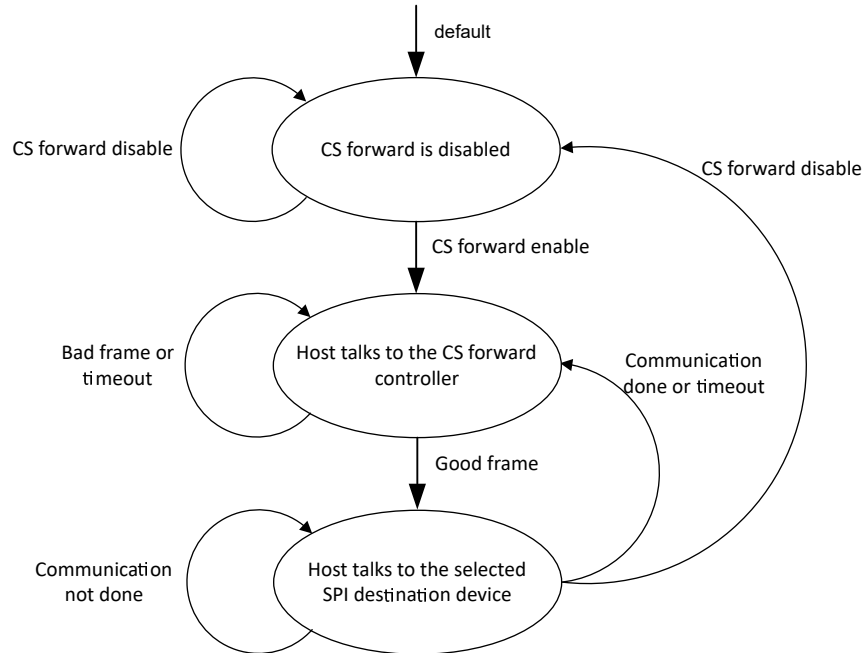 default
CS forward disable
CS forward is disabled
CS forward disable
CS forward enable
Bad frame or
timeout
Host talks to the CS forward
controller
Communication
done or timeout
Good frame
Communication
not done
Host talks to the selected
SPI destination device